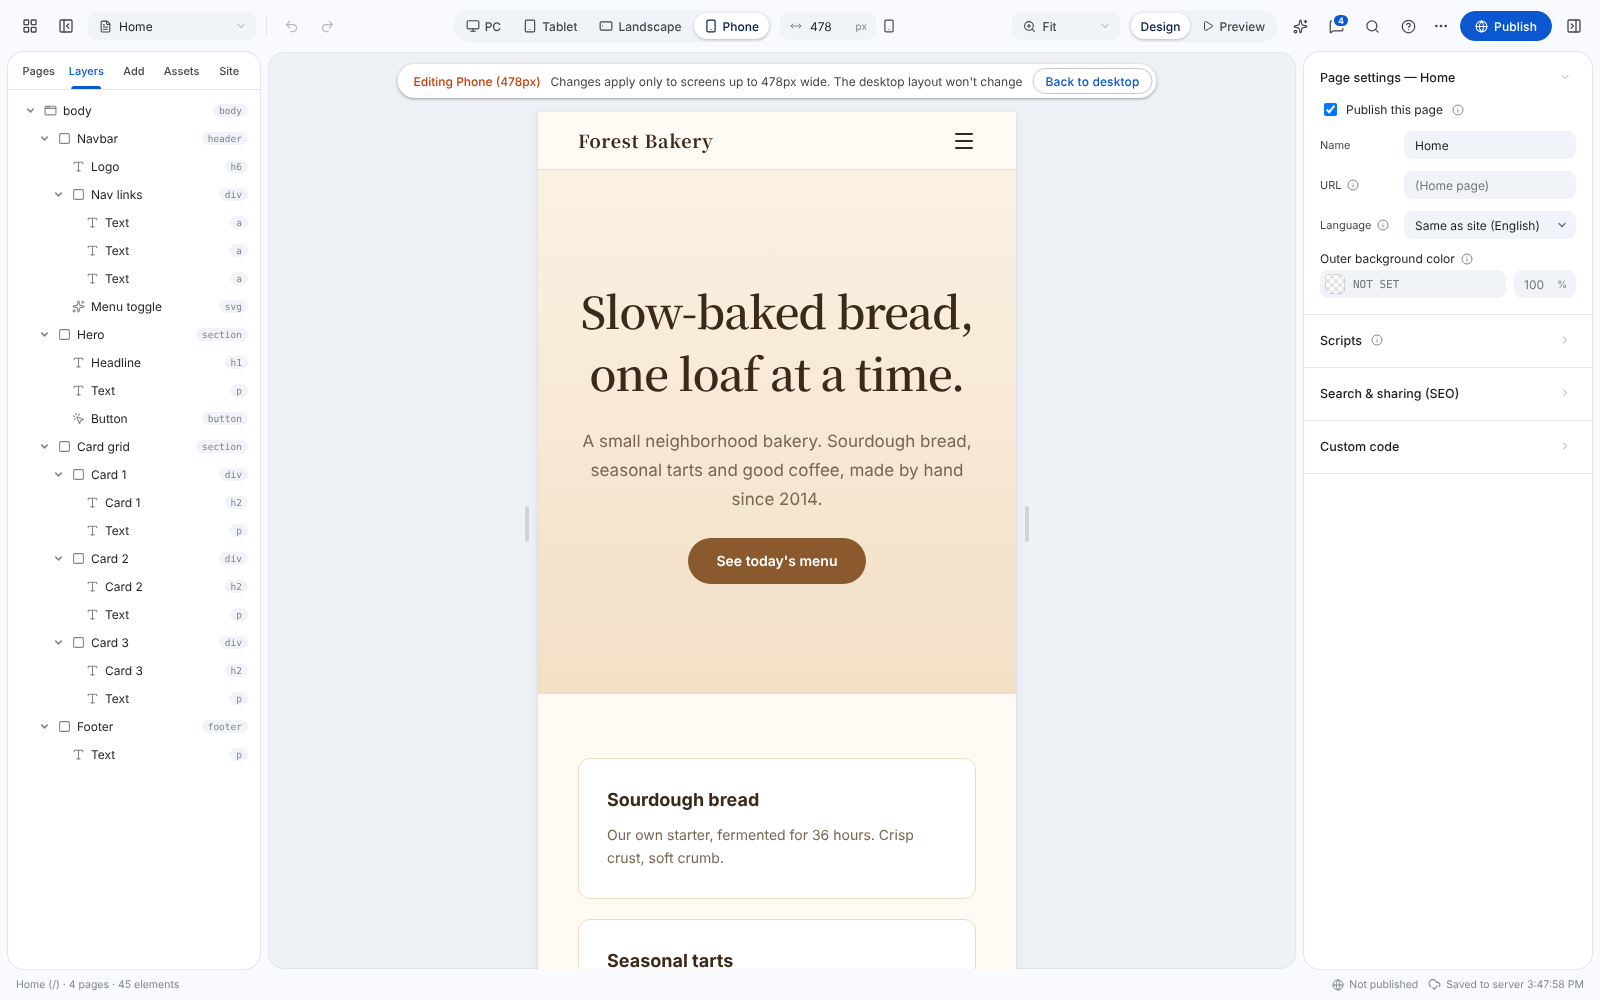 Home
PC
Tablet
Landscape
Phone
478
px
Fit
Design
Preview
4
Publish
Pages
Layers
Add
Assets
Site
body
body
Navbar
header
Logo
h6
Nav links
div
Text
a
Text
a
Text
a
Menu toggle
svg
Hero
section
Headline
h1
Text
p
Button
button
Card grid
section
Card 1
div
Card 1
h2
Text
p
Card 2
div
Card 2
h2
Text
p
Card 3
div
Card 3
h2
Text
p
Footer
footer
Text
p
Editing Phone (478px)
Changes apply only to screens up to 478px wide. The desktop layout won't change
Back to desktop
Forest Bakery
Slow-baked bread,
one loaf at a time.
A small neighborhood bakery. Sourdough bread,
seasonal tarts and good coffee, made by hand
since 2014.
See today's menu
Sourdough bread
Our own starter, fermented for 36 hours. Crisp
crust, soft crumb.
Seasonal tarts
Page settings — Home
Publish this page
Name
Home
URL
(Home page)
Language
Same as site (English)
Outer background color
NOT SET
100
%
Scripts
Search & sharing (SEO)
Custom code
Home (/) · 4 pages · 45 elements
Not published
Saved to server 3:47:58 PM